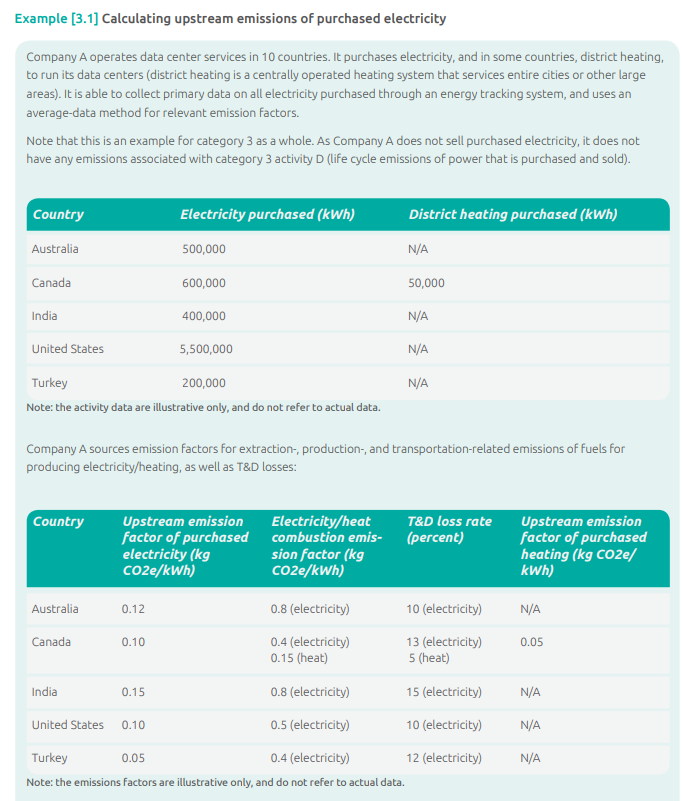 Example [3.1] Calculating upstream emissions of purchased electricity
Company A operates data center services in 10 countries. It purchases electricity, and in some countries, district heating,
to run its data centers (district heating is a centrally operated heating system that services entire cities or other large
areas). It is able to collect primary data on all electricity purchased through an energy tracking system, and uses an
average-data method for relevant emission factors.
Note that this is an example for category 3 as a whole. As Company A does not sell purchased electricity, it does not
have any emissions associated with category 3 activity D (life cycle emissions of power that is purchased and sold).
Country Electricity purchased (kWh) District heating purchased (kWh)
Australia 500,000 N/A
Canada 600,000 50,000
India 400,000 N/A
United States 5,500,000 N/A
Turkey 200,000 N/A
Note: the activity data are illustrative only, and do not refer to actual data.
Company A sources emission factors for extraction-, production-, and transportation-related emissions of fuels for
producing electricity/heating, as well as T&D losses:
Country Upstream emission Electricity/heat T&D loss rate Upstream emission
factor of purchased combustion emis- (percent) factor of purchased
electricity (kg sion factor (kg heating (kg CO2e/
CO2e/kWh) CO2e/kWh) kWh)
Australia 0.12 0.8 (electricity) 10 (electricity) N/A
Canada 0.10 0.4 (electricity) 13 (electricity) 0.05
0.15 (heat) 5 (heat)
India 0.15 0.8 (electricity) 15 (electricity) N/A
United States 0.10 0.5 (electricity) 10 (electricity) N/A
Turkey 0.05 0.4 (electricity) 12 (electricity) N/A
Note: the emissions factors are illustrative only, and do not refer to actual data.